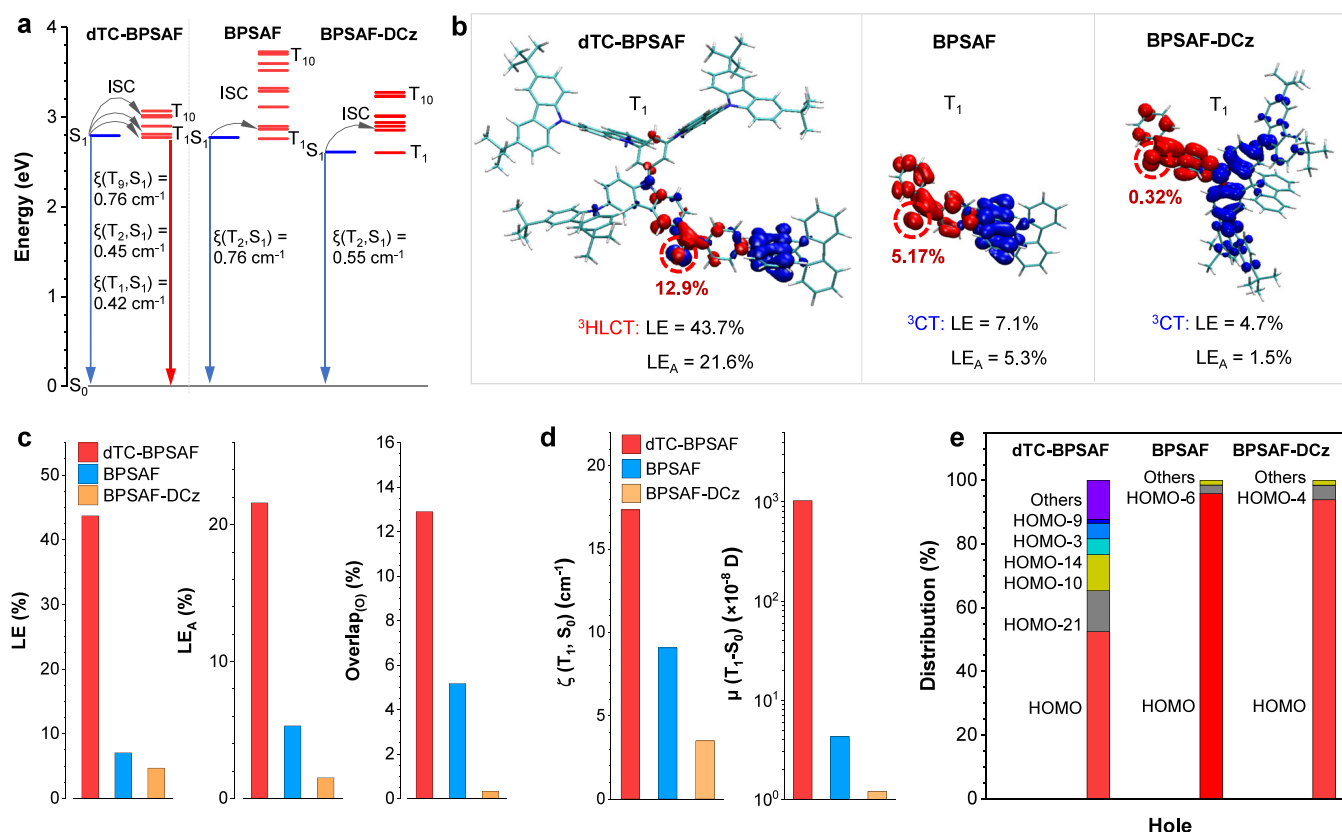 a
Energy (eV)
4
3
2
1
0
dTC-BPSAF
BPSAF
BPSAF-DCz
ISC
T10
S1
T1
ISC
T10
S1
T1
ISC
T10
S1
T1
ξ(T9,S1) =
0.76 cm-1
ξ(T2,S1) =
0.45 cm-1
ξ(T1,S1) =
0.42 cm-1
ξ(T2,S1) =
0.76 cm-1
ξ(T2,S1) =
0.55 cm-1
S0
b
dTC-BPSAF
T1
12.9%
3HLCT: LE = 43.7%
LEA = 21.6%
BPSAF
T1
5.17%
3CT: LE = 7.1%
LEA = 5.3%
BPSAF-DCz
T1
0.32%
3CT: LE = 4.7%
LEA = 1.5%
c
dTC-BPSAF
BPSAF
BPSAF-DCz
LE (%)
50
40
30
20
10
0
LEA (%)
20
10
0
Overlap(O) (%)
16
14
12
10
8
6
4
2
0
d
dTC-BPSAF
BPSAF
BPSAF-DCz
ζ (T1, S0) (cm-1)
20
15
10
5
0
μ (T1-S0) (×10-8 D)
103
102
101
100
e
Distribution (%)
100
80
60
40
20
0
dTC-BPSAF
BPSAF
BPSAF-DCz
Others
HOMO-9
HOMO-3
HOMO-14
HOMO-10
HOMO-21
HOMO
Others
HOMO-6
HOMO
Others
HOMO-4
HOMO
Hole